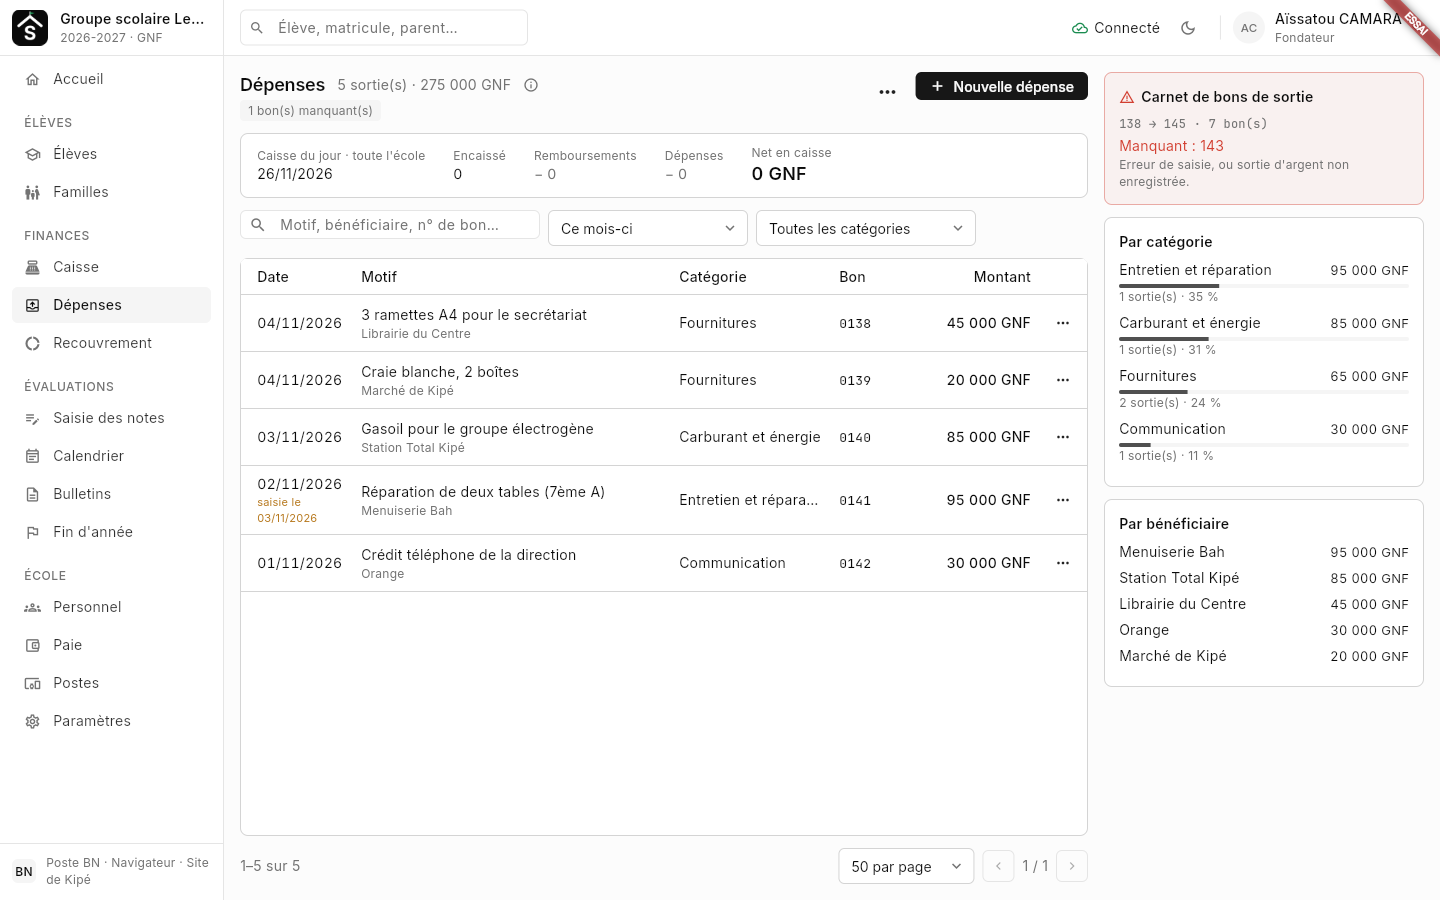 Groupe scolaire Le...
2026-2027 · GNF
Élève, matricule, parent...
Connecté
AC
Aïssatou CAMARA
Fondateur
ESSAI
Accueil
ÉLÈVES
Élèves
Familles
FINANCES
Caisse
Dépenses
Recouvrement
ÉVALUATIONS
Saisie des notes
Calendrier
Bulletins
Fin d'année
ÉCOLE
Personnel
Paie
Postes
Paramètres
BN
Poste BN · Navigateur · Site
de Kipé
Dépenses 5 sortie(s) · 275 000 GNF
1 bon(s) manquant(s)
Nouvelle dépense
Caisse du jour · toute l'école Encaissé Remboursements Dépenses Net en caisse
26/11/2026 0 – 0 – 0 0 GNF
Motif, bénéficiaire, n° de bon...
Ce mois-ci
Toutes les catégories
Date Motif Catégorie Bon Montant
04/11/2026 3 ramettes A4 pour le secrétariat Fournitures 0138 45 000 GNF
Librairie du Centre
04/11/2026 Craie blanche, 2 boîtes Fournitures 0139 20 000 GNF
Marché de Kipé
03/11/2026 Gasoil pour le groupe électrogène Carburant et énergie 0140 85 000 GNF
Station Total Kipé
02/11/2026 Réparation de deux tables (7ème A) Entretien et répara... 0141 95 000 GNF
saisie le
03/11/2026
Menuiserie Bah
01/11/2026 Crédit téléphone de la direction Communication 0142 30 000 GNF
Orange
1–5 sur 5
50 par page
1 / 1
Carnet de bons de sortie
138 → 145 · 7 bon(s)
Manquant : 143
Erreur de saisie, ou sortie d'argent non
enregistrée.
Par catégorie
Entretien et réparation 95 000 GNF
1 sortie(s) · 35 %
Carburant et énergie 85 000 GNF
1 sortie(s) · 31 %
Fournitures 65 000 GNF
2 sortie(s) · 24 %
Communication 30 000 GNF
1 sortie(s) · 11 %
Par bénéficiaire
Menuiserie Bah 95 000 GNF
Station Total Kipé 85 000 GNF
Librairie du Centre 45 000 GNF
Orange 30 000 GNF
Marché de Kipé 20 000 GNF